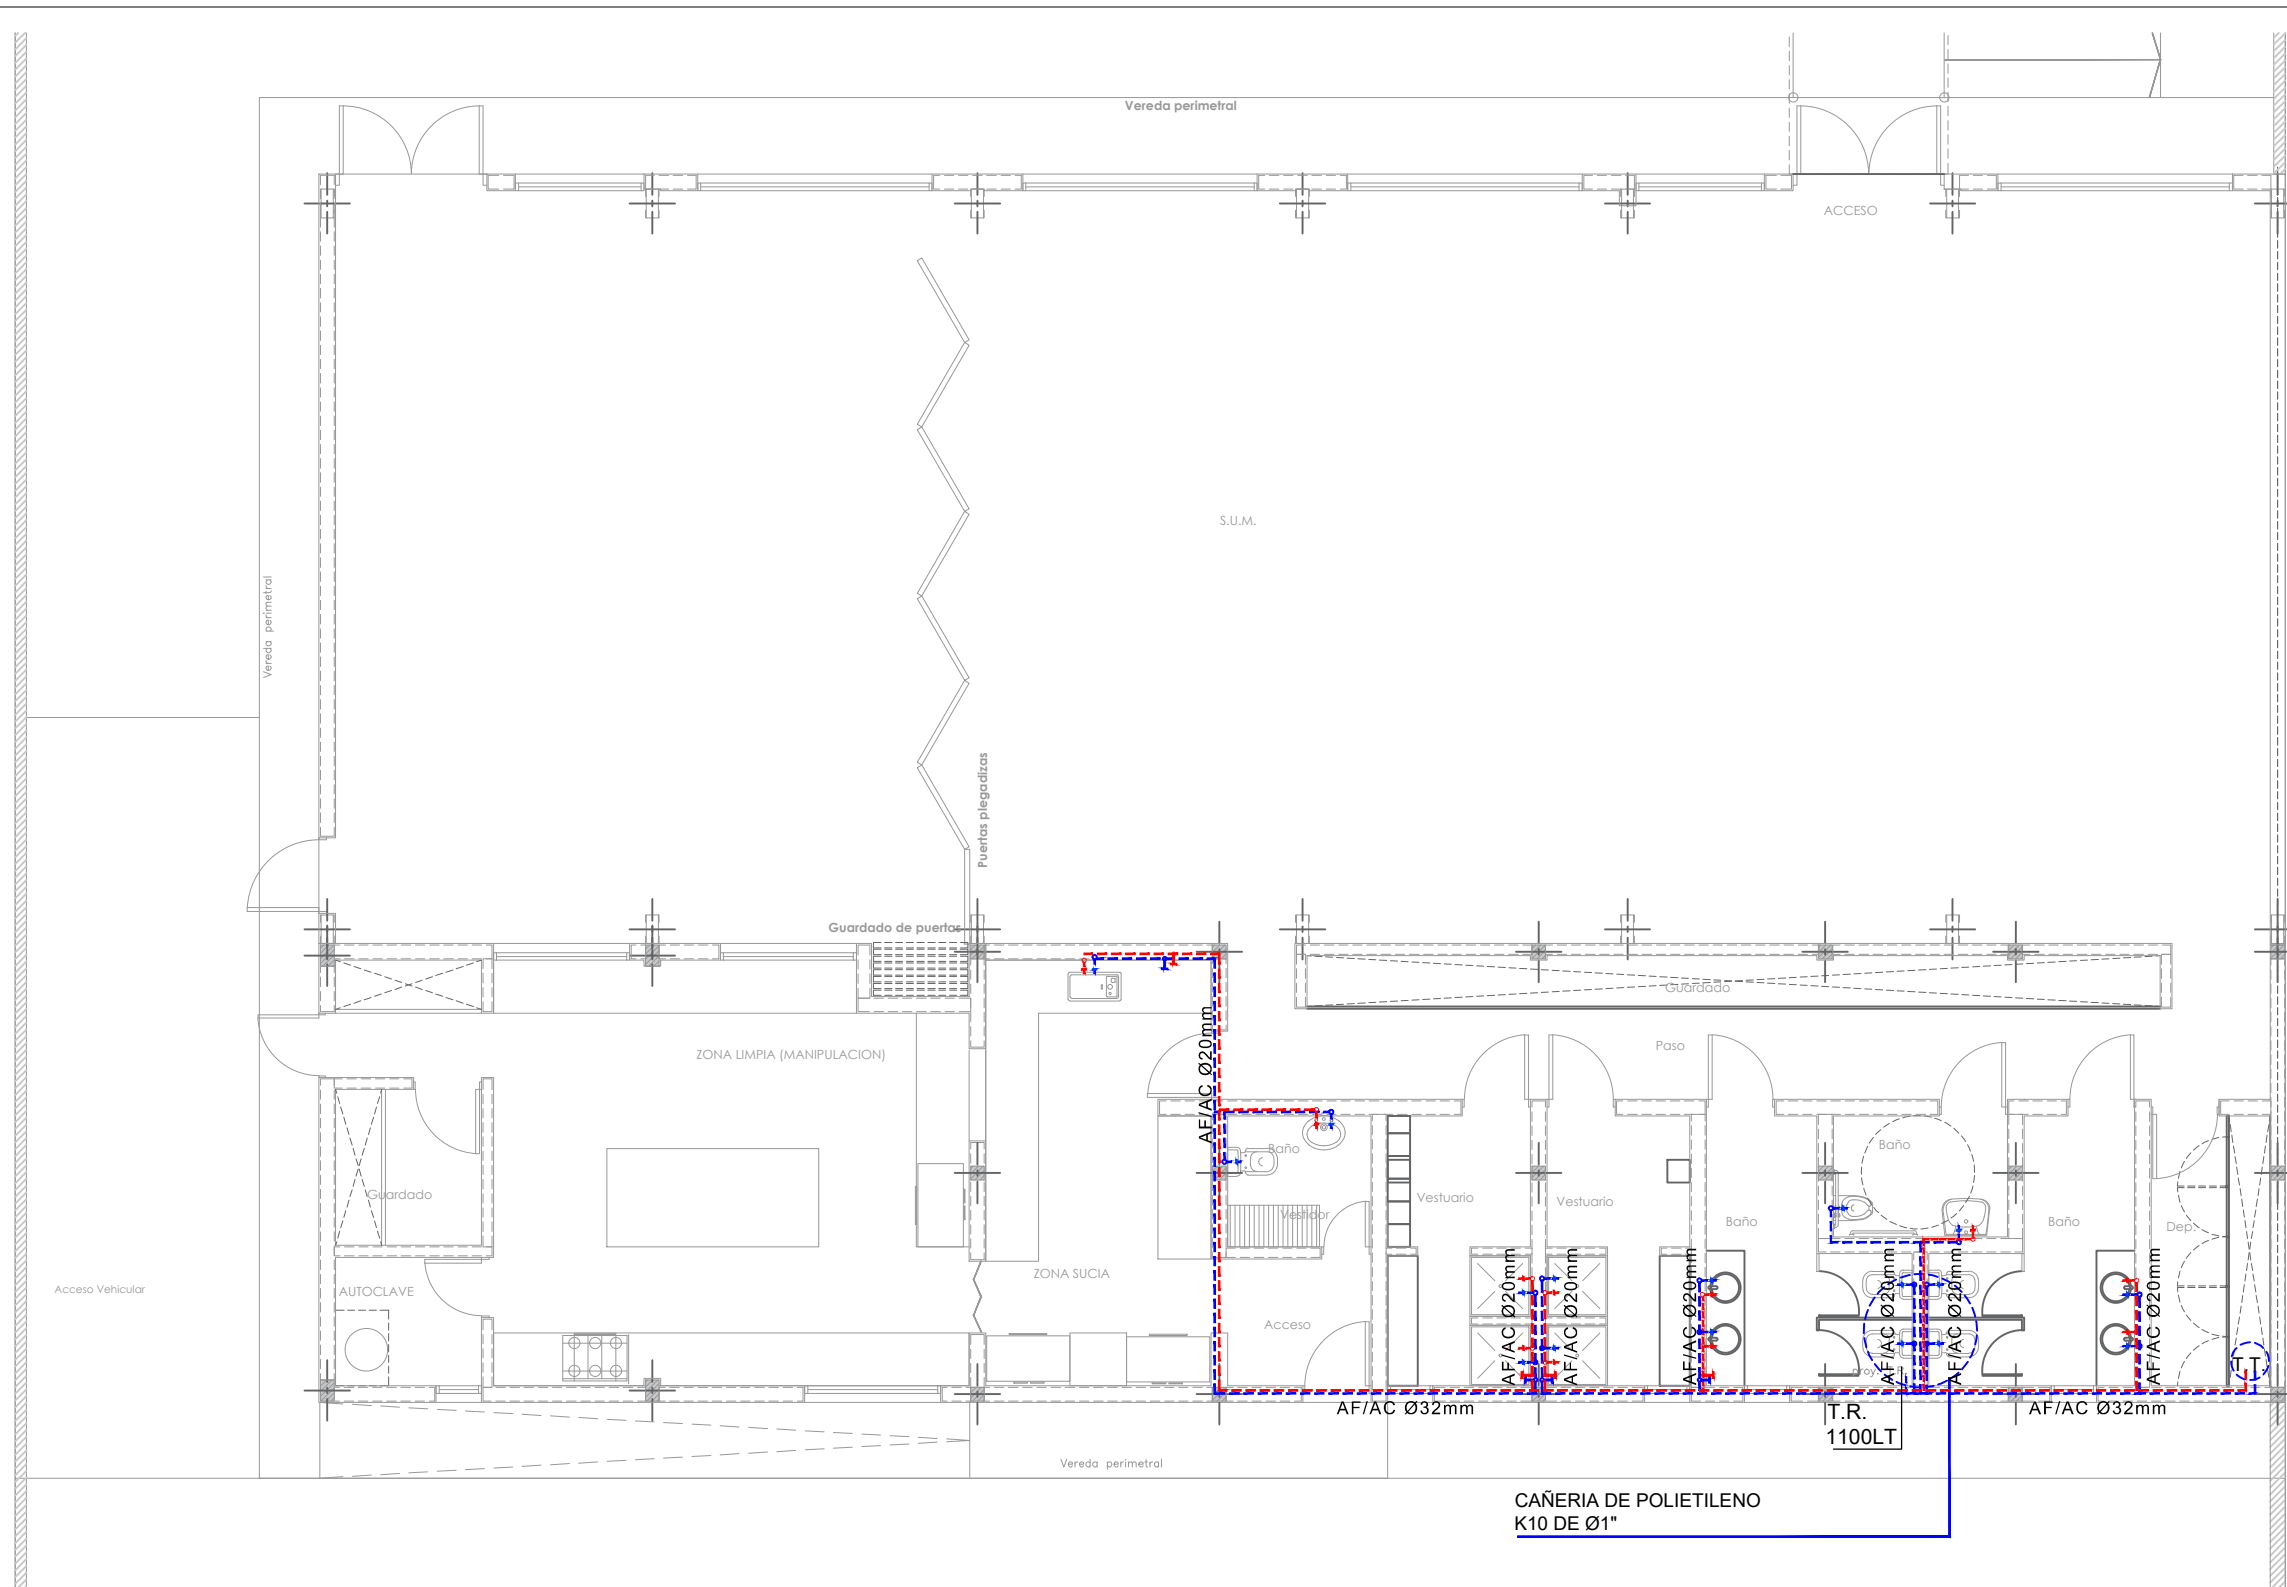 Vereda perimetral
ACCESO
S.U.M.
Vereda perimetral
Puertas plegadizas
Guardado de puertas
Guardado
Paso
ZONA LIMPIA (MANIPULACION)
AF/AC Ø20mm
Baño
Baño
Guardado
Vestuario
Vestuario
Vestidor
Baño
Baño
Dep.
ZONA SUCIA
Acceso Vehicular
AUTOCLAVE
Acceso
AF/AC Ø20mm
AF/AC Ø20mm
AF/AC Ø20mm
AF/AC Ø20mm
AF/AC Ø20mm
AF/AC Ø20mm
T.T.
proy.
AF/AC Ø32mm
T.R.
1100LT
AF/AC Ø32mm
Vereda perimetral
CAÑERIA DE POLIETILENO
K10 DE Ø1"